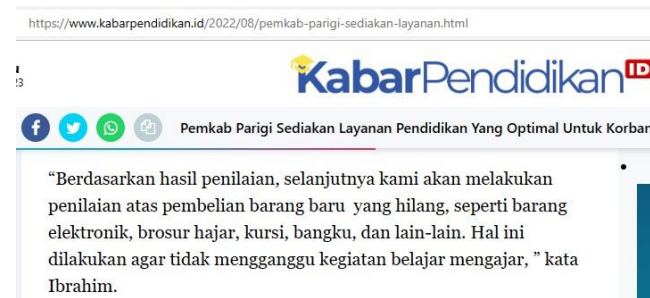 https://www.kabarpendidikan.id/2022/08/pemkab-parigi-sediakan-layanan.html
23
KabarPendidikan ID
Pemkab Parigi Sediakan Layanan Pendidikan Yang Optimal Untuk Korban
“Berdasarkan hasil penilaian, selanjutnya kami akan melakukan
penilaian atas pembelian barang baru yang hilang, seperti barang
elektronik, brosur hajar, kursi, bangku, dan lain-lain. Hal ini
dilakukan agar tidak mengganggu kegiatan belajar mengajar, ” kata
Ibrahim.